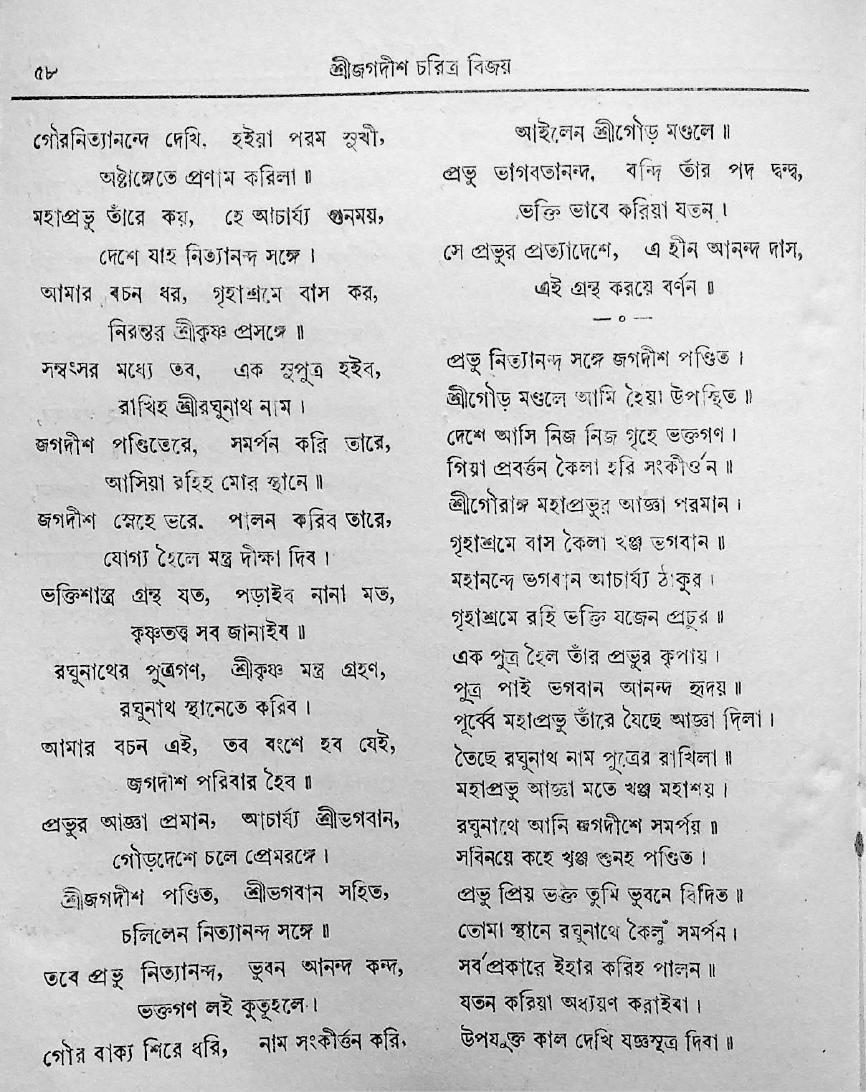 ৫৮
শ্রীজগদীশ চরিত্র বিজয়
গৌরনিত্যানন্দে দেখি, হইয়া পরম সুখী,
অষ্টাঙ্গেতে প্রণাম করিলা ॥
মহাপ্রভু তাঁরে কয়, হে আচার্য্য গুনময়,
দেশে যাহ নিত্যানন্দ সঙ্গে ।
আমার বচন ধর, গৃহাশ্রমে বাস কর,
নিরন্তর শ্রীকৃষ্ণ প্রসঙ্গে ॥
সম্বৎসর মধ্যে তব, এক সুপুত্র হইব,
রাখিহ শ্রীরঘুনাথ নাম ।
জগদীশ পণ্ডিতেরে, সমর্পন করি তারে,
আসিয়া রহিহ মোর স্থানে ॥
জগদীশ স্নেহে ভরে, পালন করিব তারে,
যোগ্য হৈলে মন্ত্র দীক্ষা দিব ।
ভক্তিশাস্ত্র গ্রন্থ যত, পড়াইব নানা মত,
কৃষ্ণতত্ত্ব সব জানাইব ॥
রঘুনাথের পুত্রগণ, শ্রীকৃষ্ণ মন্ত্র গ্রহণ,
রঘুনাথ স্থানেতে করিব ।
আমার বচন এই, তব বংশে হব যেই,
জগদীশ পরিবার হৈব ॥
প্রভুর আজ্ঞা প্রমান, আচার্য্য শ্রীভগবান,
গৌড়দেশে চলে প্রেমরঙ্গে ।
শ্রীজগদীশ পণ্ডিত, শ্রীভগবান সহিত,
চলিলেন নিত্যানন্দ সঙ্গে ॥
তবে প্রভু নিত্যানন্দ, ভুবন আনন্দ কন্দ,
ভক্তগণ লই কুতূহলে ।
গৌর বাক্য শিরে ধরি, নাম সংকীর্ত্তন করি,
আইলেন শ্রীগৌড় মণ্ডলে ॥
প্রভু ভাগবতানন্দ, বন্দি তাঁর পদ দ্বন্দ্ব,
ভক্তি ভাবে করিয়া যতন ।
সে প্রভুর প্রত্যাদেশে, এ হীন আনন্দ দাস,
এই গ্রন্থ করয়ে বর্ণন ॥
—০—
প্রভু নিত্যানন্দ সঙ্গে জগদীশ পণ্ডিত ।
শ্রীগৌড় মণ্ডলে আমি হৈয়া উপস্থিত ॥
দেশে আসি নিজ নিজ গৃহে ভক্তগণ ।
গিয়া প্রবর্ত্তন কৈলা হরি সংকীর্ত্তন ॥
শ্রীগৌরাঙ্গ মহাপ্রভুর আজ্ঞা পরমান ।
গৃহাশ্রমে বাস কৈলা খঞ্জ ভগবান ॥
মহানন্দে ভগবান আচার্য্য ঠাকুর ।
গৃহাশ্রমে রহি ভক্তি যজেন প্রচুর ॥
এক পুত্র হৈল তাঁর প্রভুর কৃপায় ।
পুত্র পাই ভগবান আনন্দ হৃদয় ॥
পূর্ব্বে মহাপ্রভু তাঁরে যৈছে আজ্ঞা দিলা ।
তৈছে রঘুনাথ নাম পুত্রের রাখিলা ॥
মহাপ্রভু আজ্ঞা মতে খঞ্জ মহাশয় ।
রঘুনাথে আনি জগদীশে সমর্পয় ॥
সবিনয়ে কহে খঞ্জ শুনহ পণ্ডিত ।
প্রভু প্রিয় ভক্ত তুমি ভুবনে বিদিত ॥
তোমা স্থানে রঘুনাথে কৈলুঁ সমর্পন ।
সর্বপ্রকারে ইহার করিহ পালন ॥
যতন করিয়া অধ্যয়ণ করাইবা ।
উপযুক্ত কাল দেখি যজ্ঞসূত্র দিবা ॥